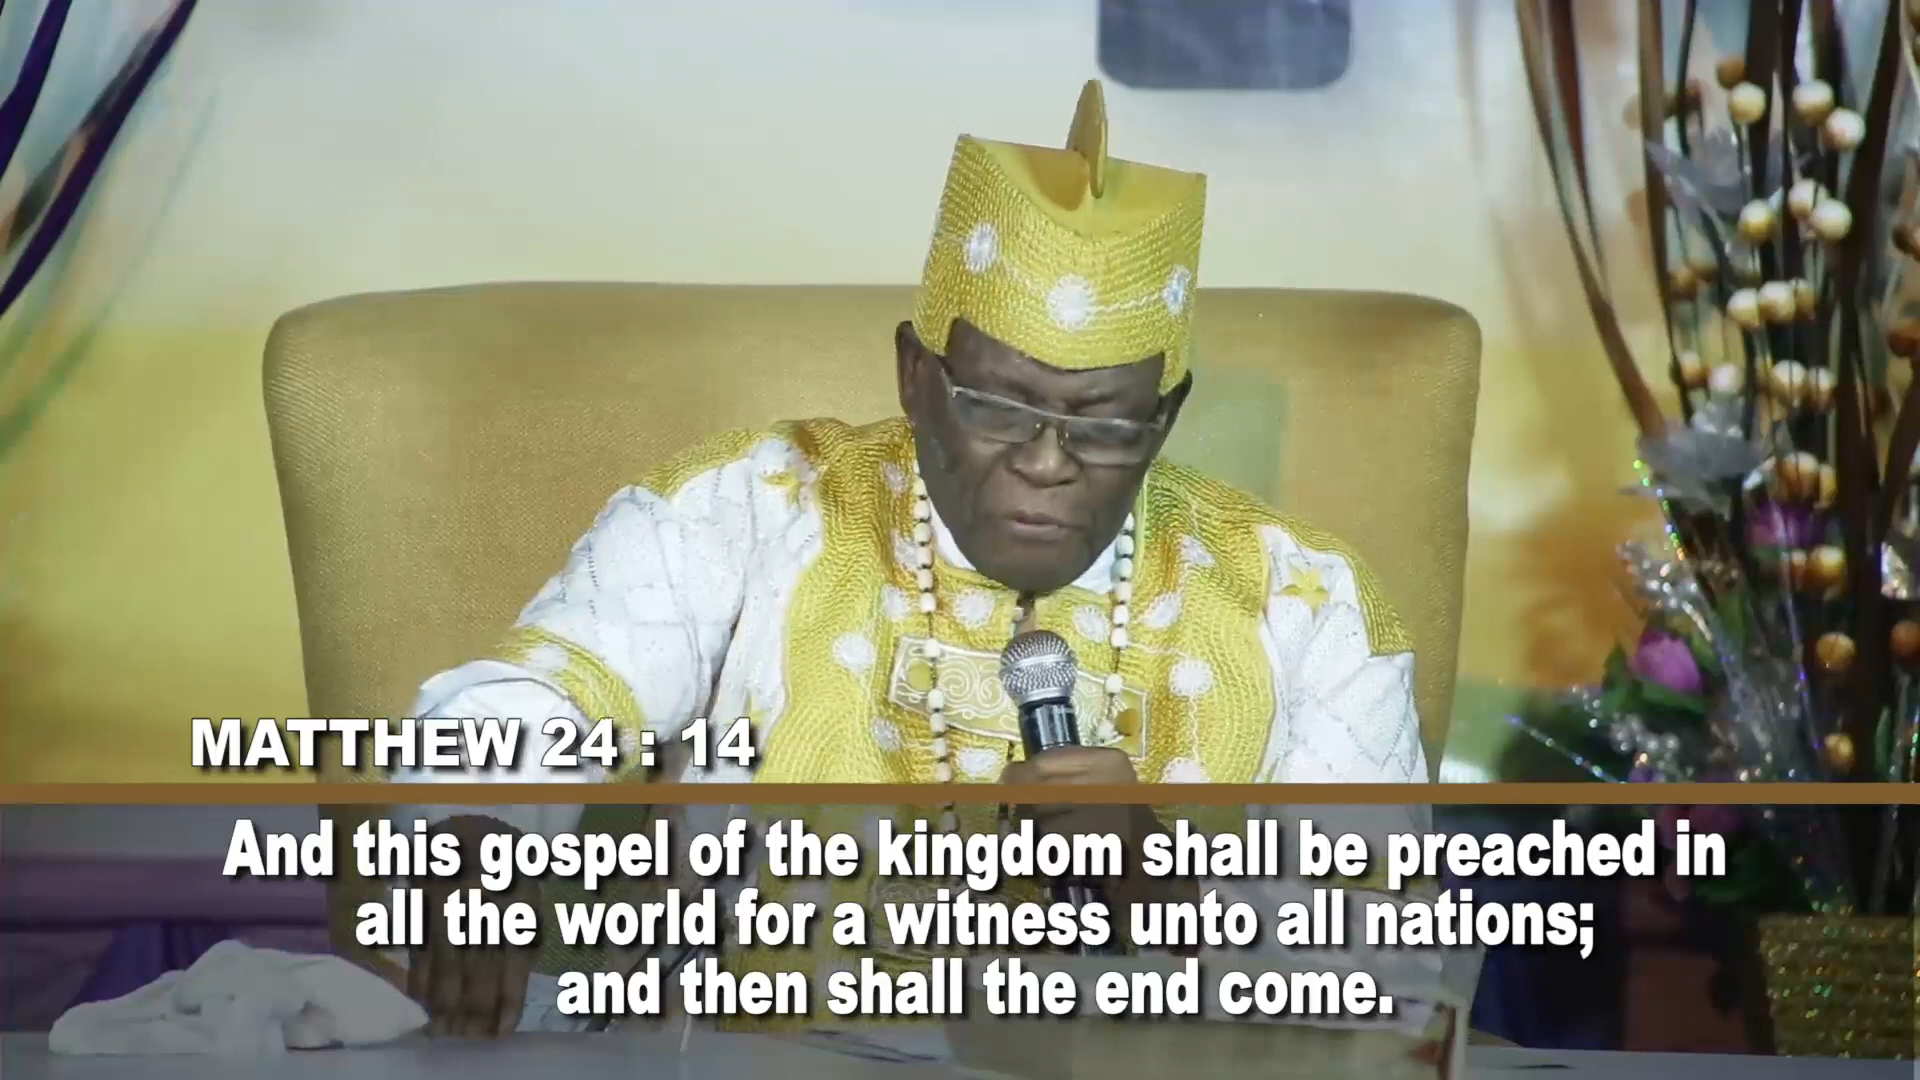 MATTHEW 24 : 14
And this gospel of the kingdom shall be preached in
all the world for a witness unto all nations;
and then shall the end come.